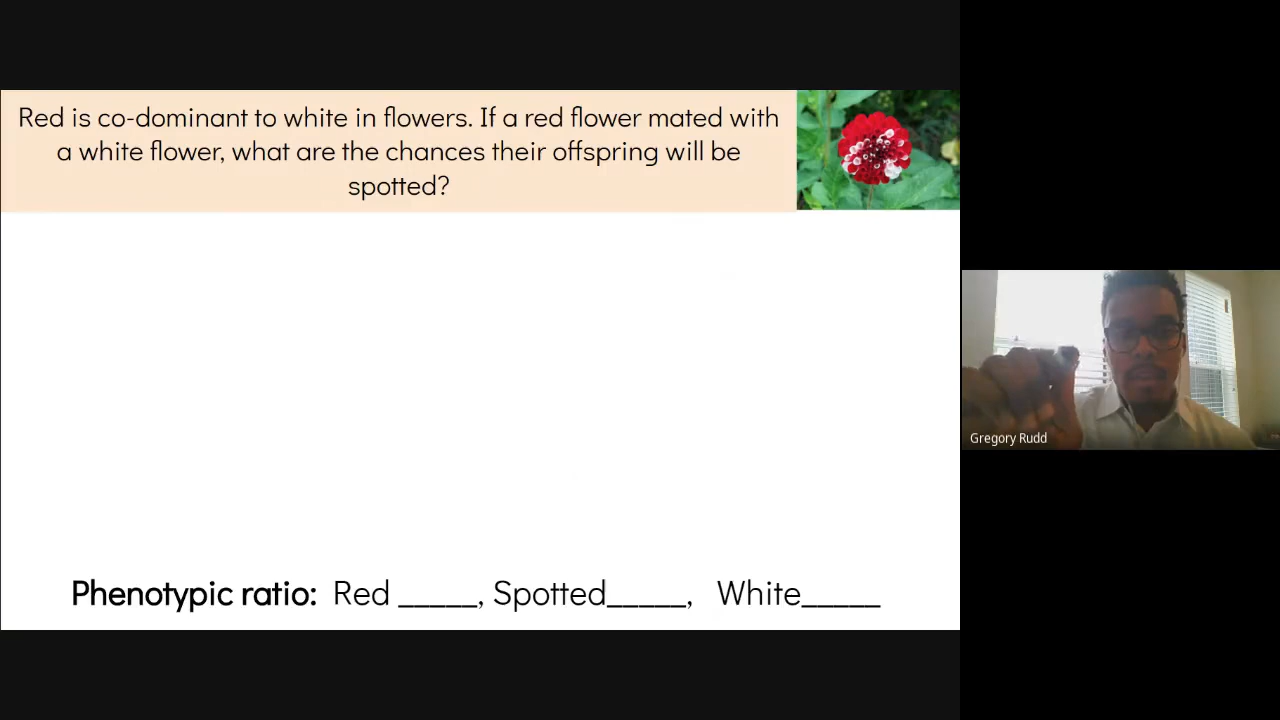 Red is co-dominant to white in flowers. If a red flower mated with
a white flower, what are the chances their offspring will be
spotted?
Gregory Rudd
Phenotypic ratio: Red _____, Spotted_____, White_____